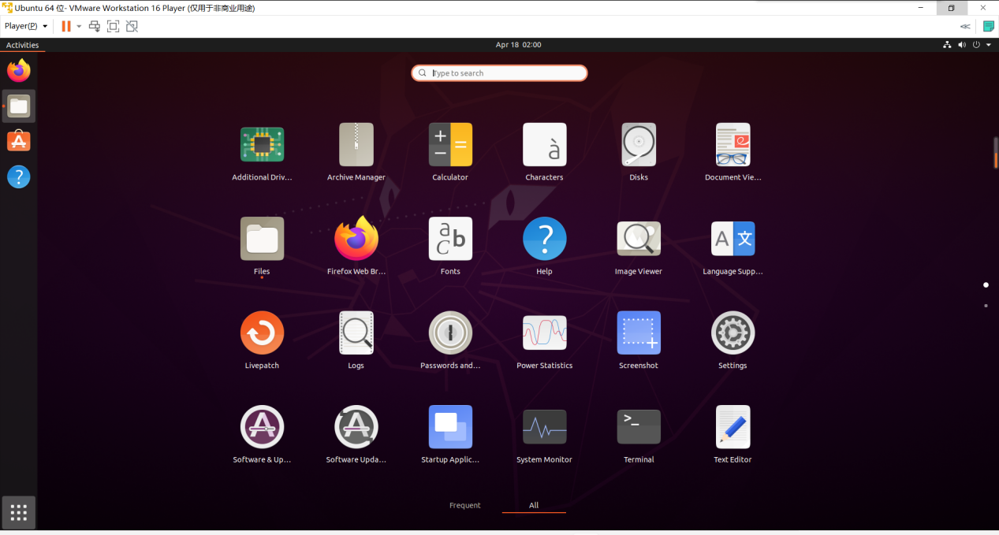 Ubuntu 64 位- VMware Workstation 16 Player (仅用于非商业用途)
Player(P)
Activities
Apr 18 02:00
Type to search
Additional Driv...
Archive Manager
Calculator
Characters
Disks
Document Vie...
Files
Firefox Web Br...
Fonts
Help
Image Viewer
Language Supp...
Livepatch
Logs
Passwords and...
Power Statistics
Screenshot
Settings
Software & Up...
Software Upda...
Startup Applic...
System Monitor
Terminal
Text Editor
Frequent
All